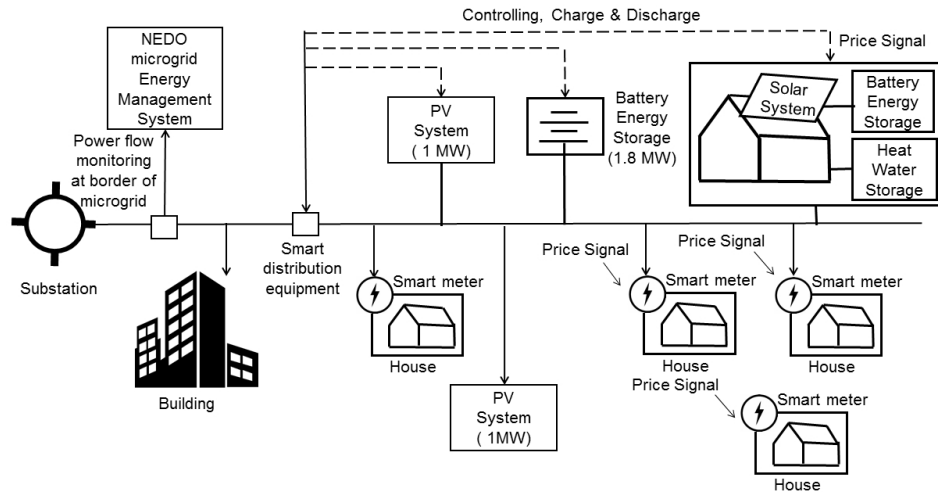 Controlling, Charge & Discharge
NEDO
microgrid
Energy
Management
System
Price Signal
PV
System
( 1 MW)
Battery
Energy
Storage
(1.8 MW)
Solar
System
Battery
Energy
Storage
Heat
Water
Storage
Power flow
monitoring
at border of
microgrid
Substation
Smart
distribution
equipment
Building
Smart meter
House
PV
System
( 1MW)
Price Signal
Smart meter
House
Price Signal
Smart meter
House
Price Signal
Smart meter
House